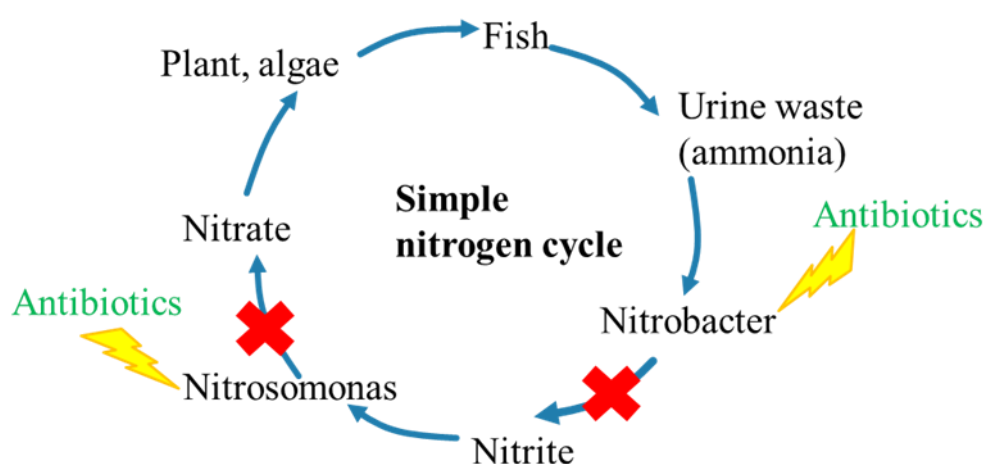 Fish
Plant, algae
Urine waste
(ammonia)
Simple
nitrogen cycle
Antibiotics
Nitrate
Antibiotics
Nitrobacter
Nitrosomonas
Nitrite